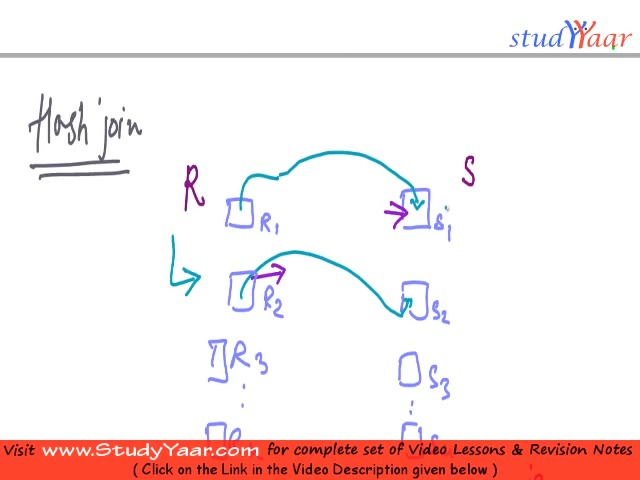 studYYaar
Hash join
R S
R1 S1
R2 S2
R3 S3
Visit www.StudyYaar.com for complete set of Video Lessons & Revision Notes
( Click on the Link in the Video Description given below )